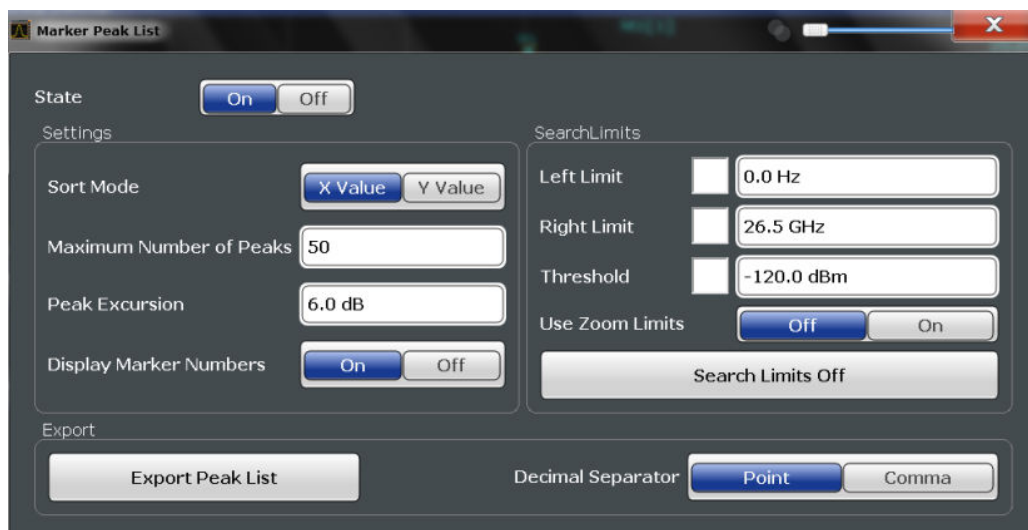 Marker Peak List
State On Off
Settings
Sort Mode X Value Y Value
Maximum Number of Peaks 50
Peak Excursion 6.0 dB
Display Marker Numbers On Off
SearchLimits
Left Limit 0.0 Hz
Right Limit 26.5 GHz
Threshold -120.0 dBm
Use Zoom Limits Off On
Search Limits Off
Export
Export Peak List Decimal Separator Point Comma